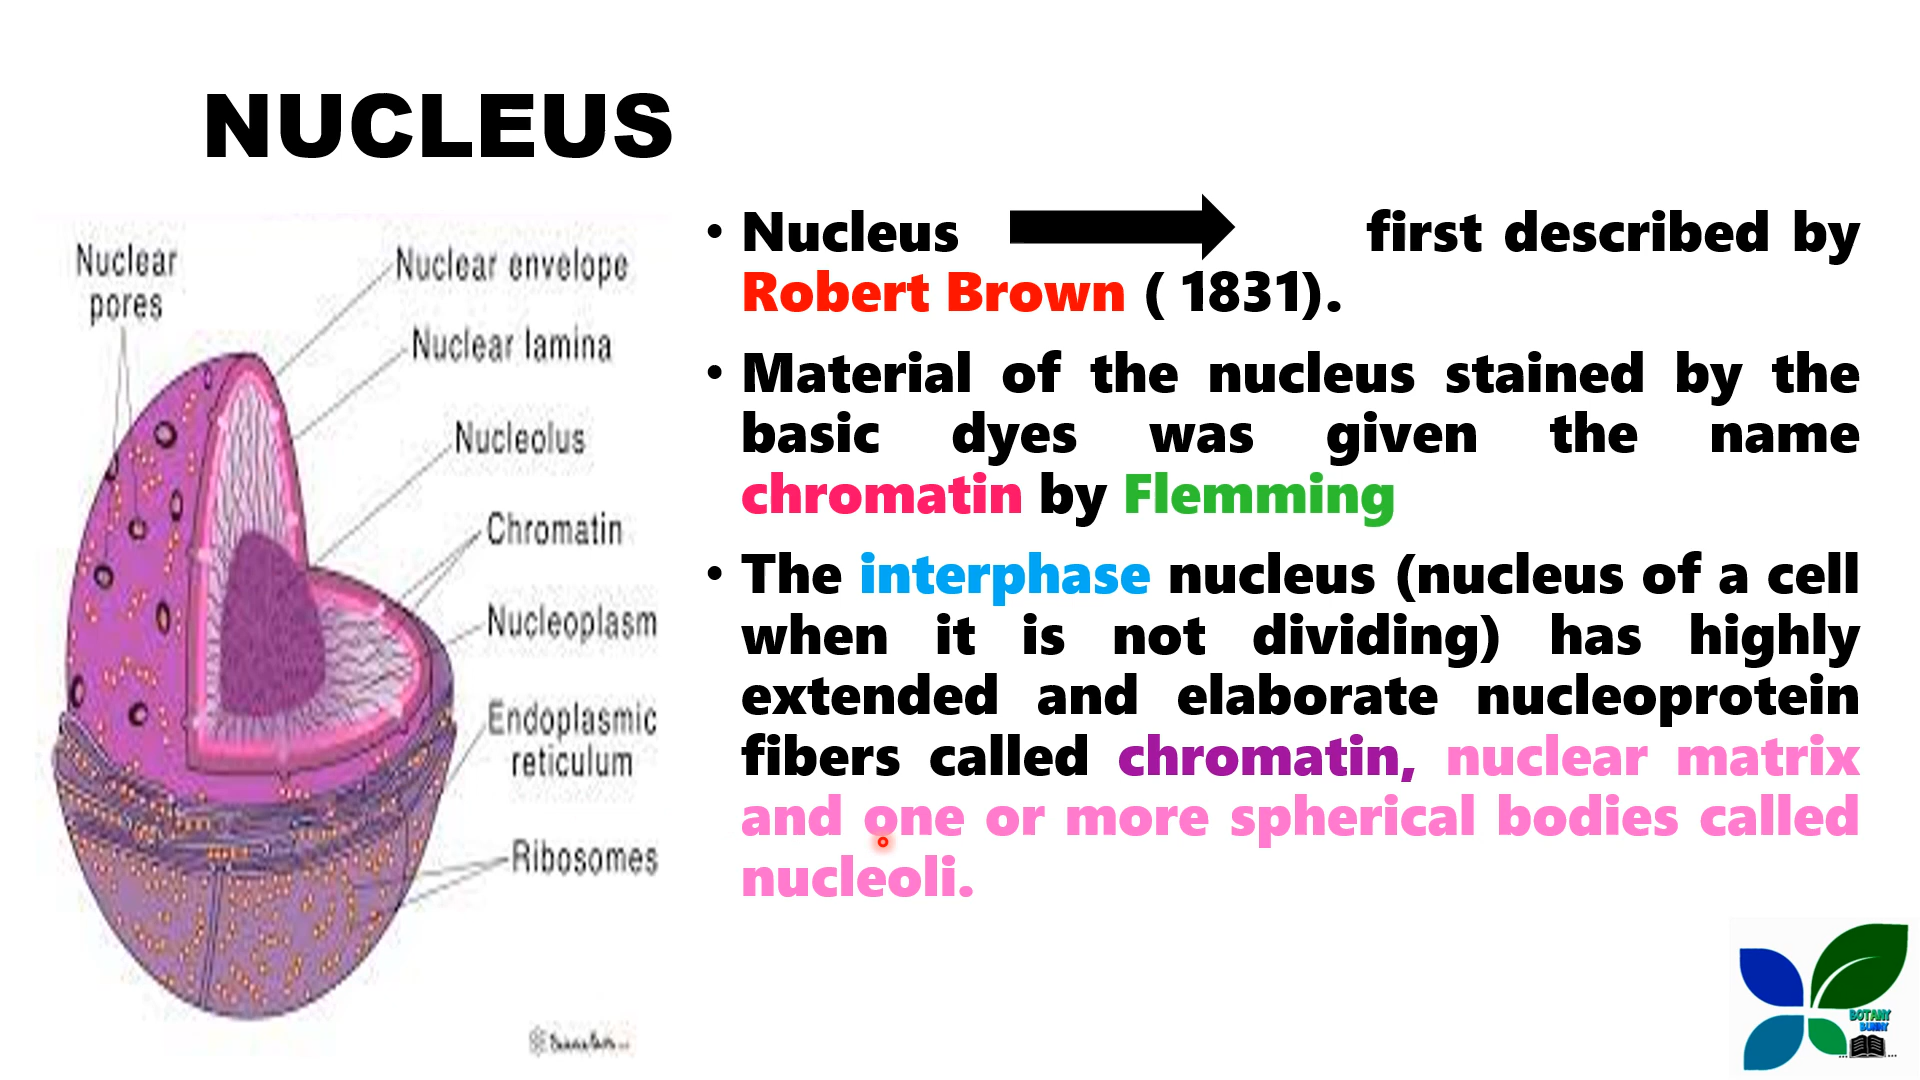 NUCLEUS
Nuclear
pores
Nuclear envelope
Nuclear lamina
Nucleolus
Chromatin
Nucleoplasm
Endoplasmic
reticulum
Ribosomes
• Nucleus first described by
Robert Brown ( 1831).
• Material of the nucleus stained by the
basic dyes was given the name
chromatin by Flemming
• The interphase nucleus (nucleus of a cell
when it is not dividing) has highly
extended and elaborate nucleoprotein
fibers called chromatin, nuclear matrix
and one or more spherical bodies called
nucleoli.
BOTANY
BUNNY